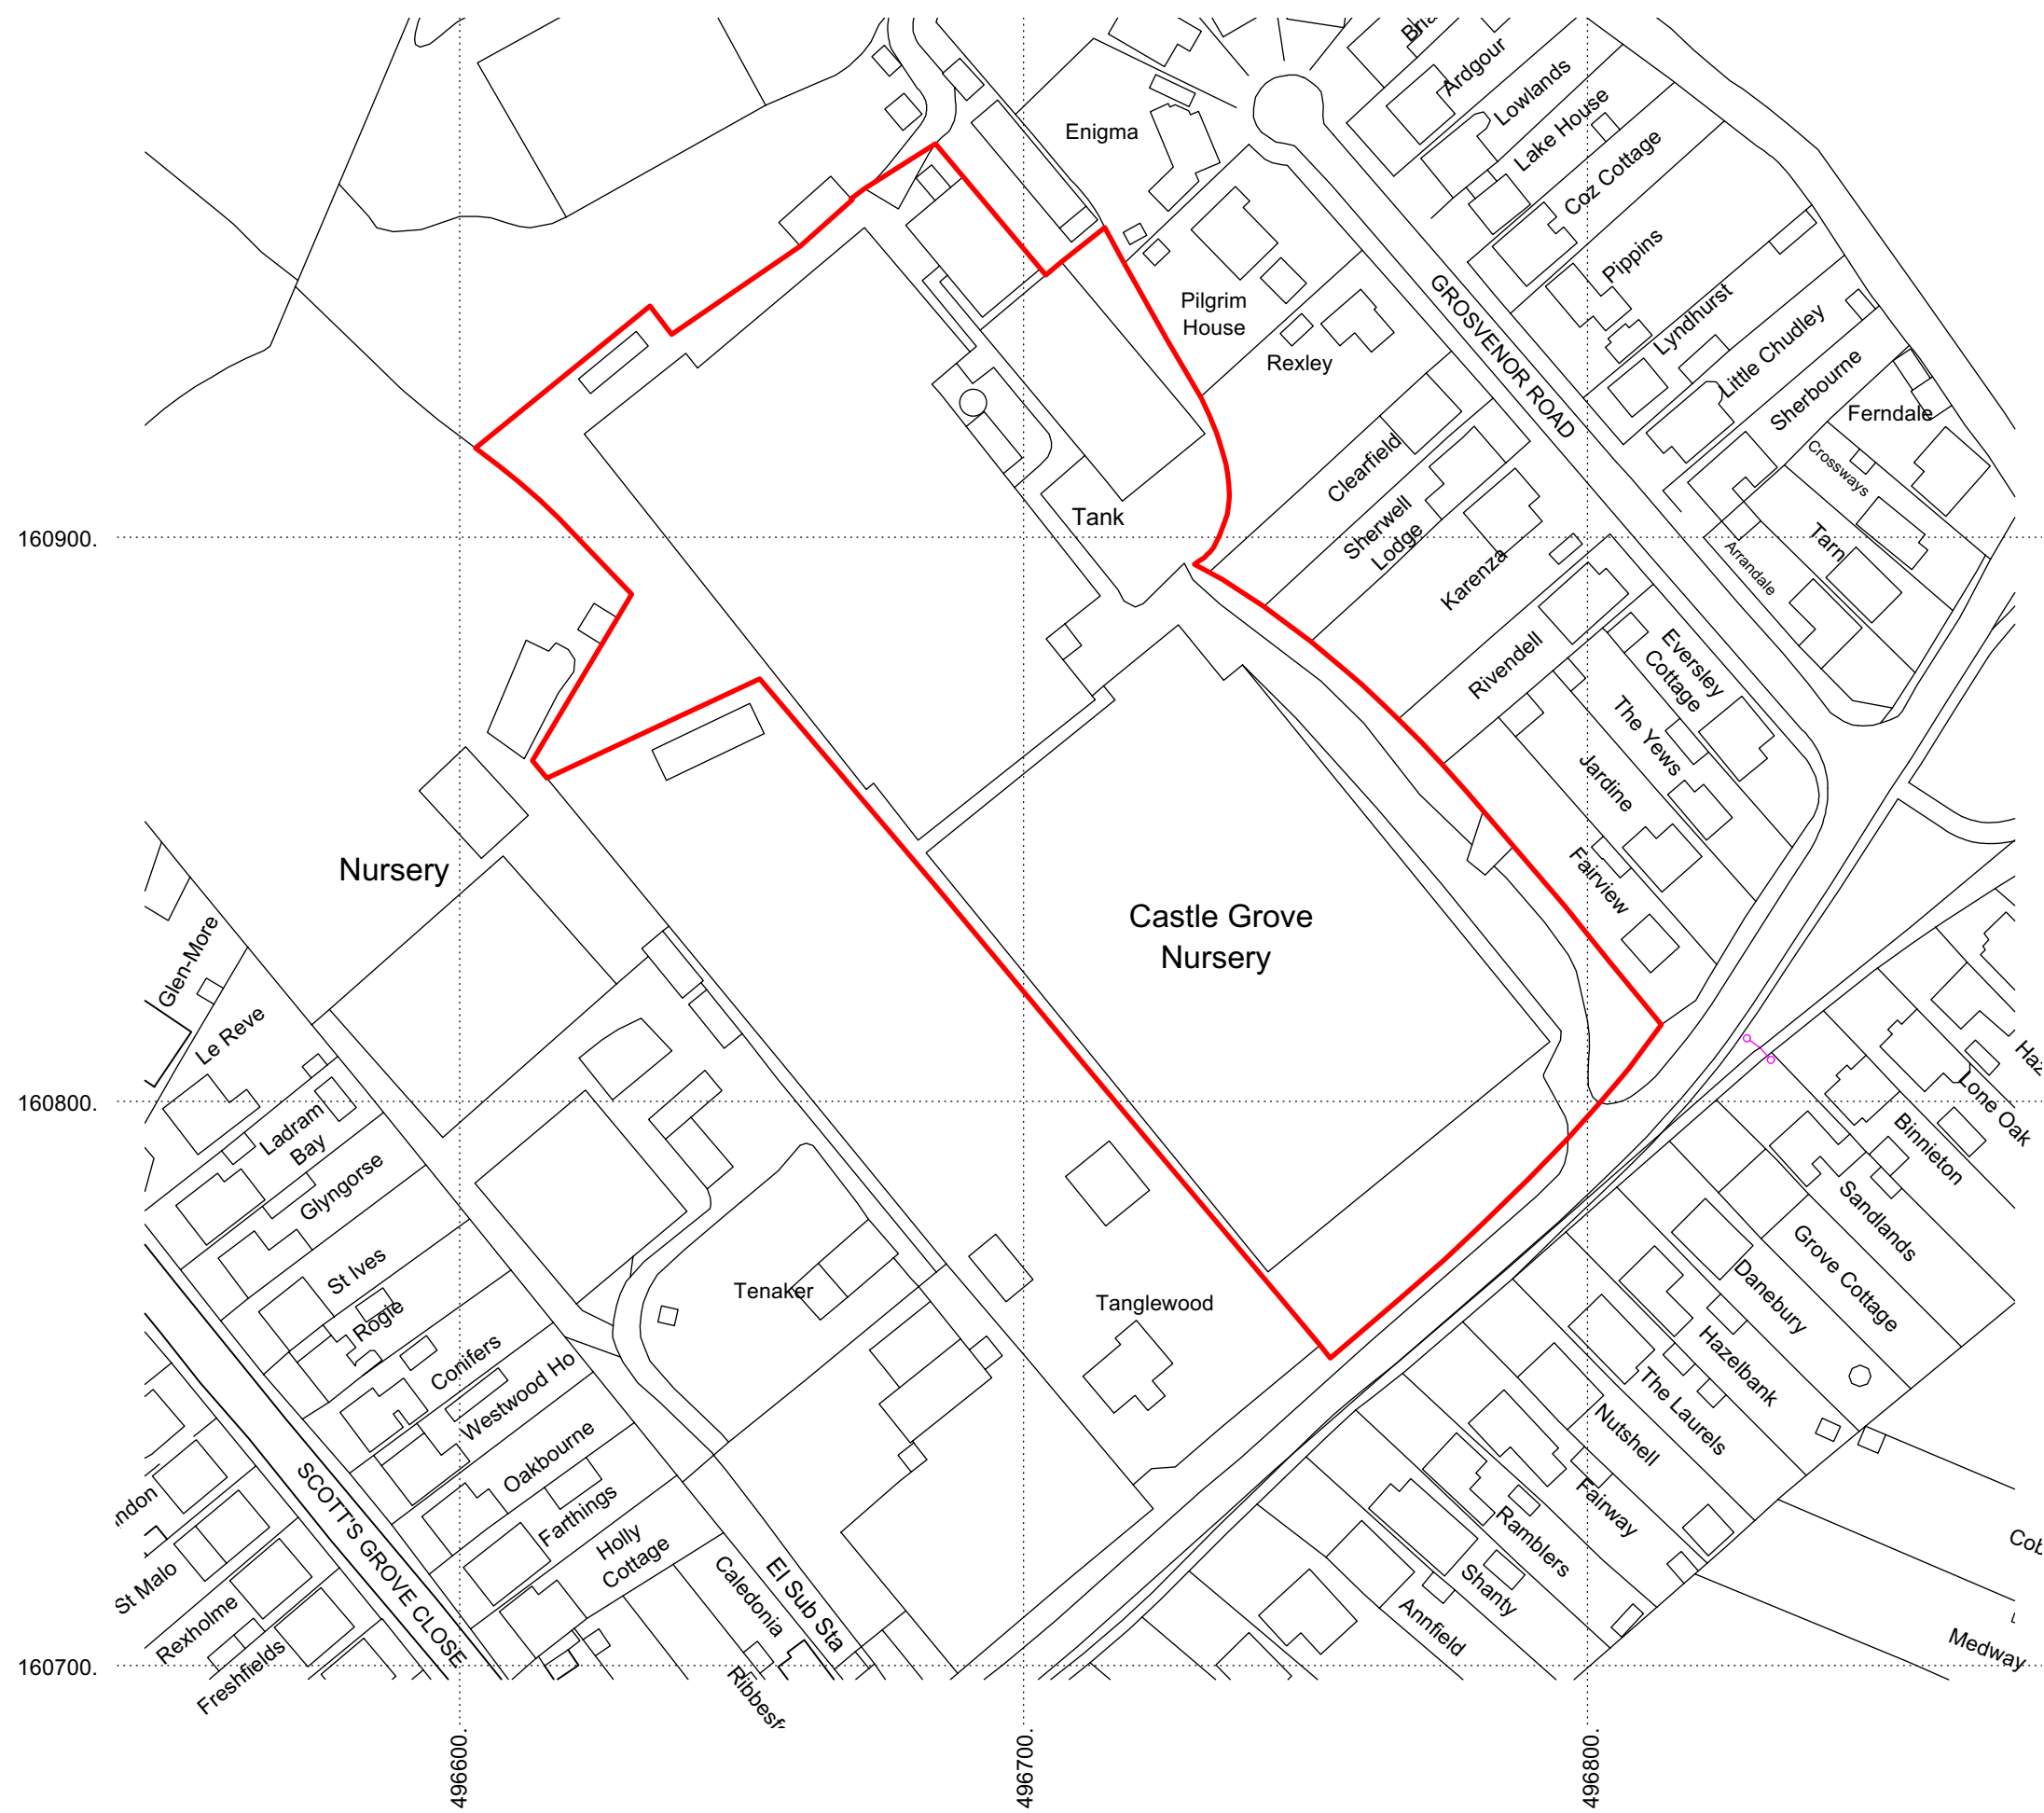 Ardgour
Lowlands
Enigma
Lake House
Coz Cottage
Pippins
Pilgrim
House
GROSVENOR ROAD
Lyndhurst
Rexley
Little Chudley
Sherbourne
Ferndale
Clearfield
Crossways
Tank
Sherwell
Lodge
Tarn
160900.
Karenza
Arrandale
Rivendell
Eversley
Cottage
The Yews
Jardine
Nursery
Fairview
Castle Grove
Nursery
Glen-More
Le Reve
160800.
Lone Oak
Ladram
Bay
Binnieton
Glyngorse
Sandlands
St Ives
Grove Cottage
Tenaker
Tanglewood
Danebury
Rogie
Conifers
Hazelbank
Westwood Ho
The Laurels
Oakbourne
Nutshell
Farthings
Fairway
SCOTT'S GROVE CLOSE
Holly
Cottage
Ramblers
St Malo
Caledonia
El Sub Sta
Shanty
Rexholme
Annfield
Freshfields
Medway
160700.
496600.
496700.
496800.